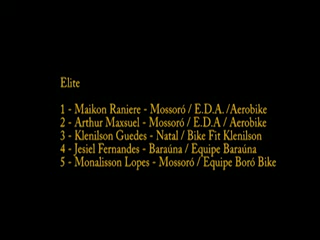 Elite
1 - Maikon Raniere - Mossoró / E.D.A. /Aerobike
2 - Arthur Maxsuel - Mossoró / E.D.A / Aerobike
3 - Klenilson Guedes - Natal / Bike Fit Klenilson
4 - Jesiel Fernandes - Baraúna / Equipe Baraúna
5 - Monalisson Lopes - Mossoró / Equipe Boró Bike